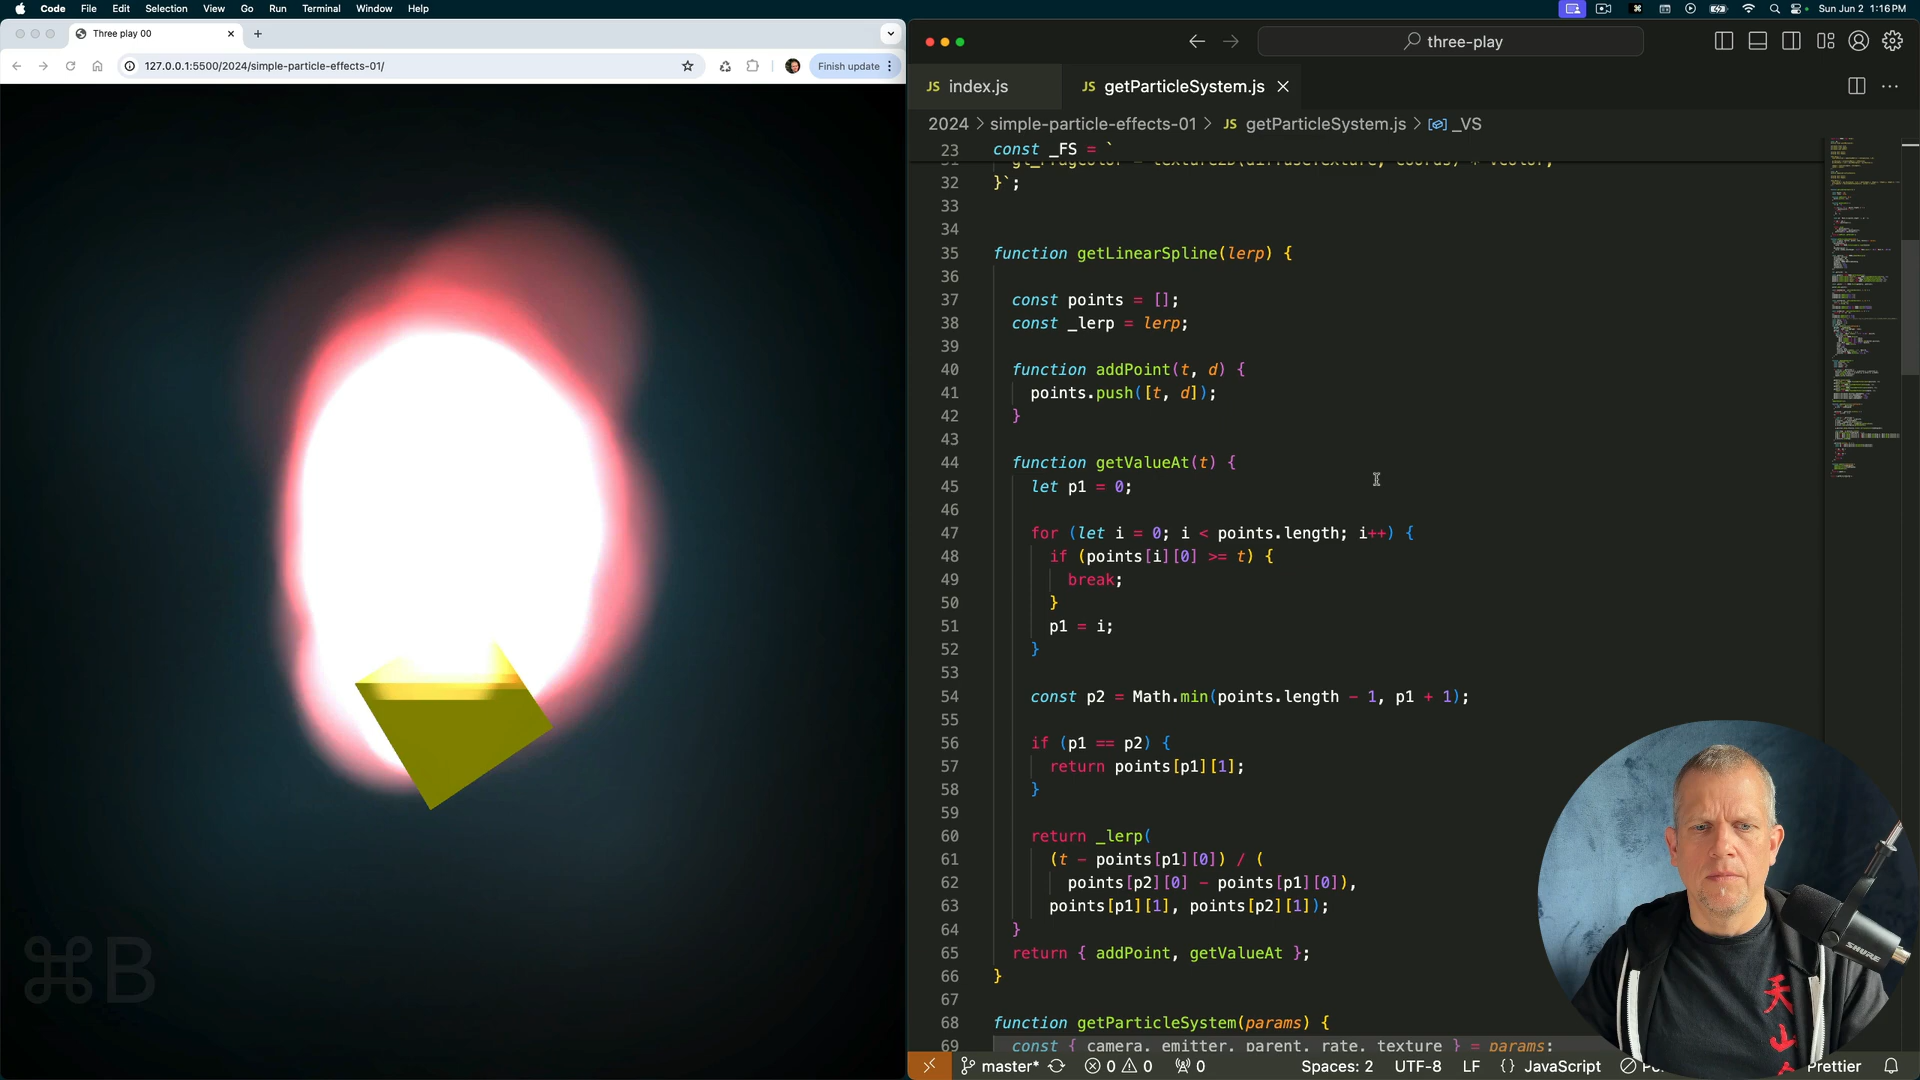 Code File Edit Selection View Go Run Terminal Window Help
Sun Jun 2 1:16 PM
Three play 00
127.0.0.1:5500/2024/simple-particle-effects-01/
Finish update
⌘B
three-play
JS index.js
JS getParticleSystem.js
2024 > simple-particle-effects-01 > JS getParticleSystem.js > _VS
23 const _FS = `
gl_FragColor = texture2D(diffuseTexture, coords) * vColor;
32 }`;
33
34
35 function getLinearSpline(lerp) {
36
37 const points = [];
38 const _lerp = lerp;
39
40 function addPoint(t, d) {
41 points.push([t, d]);
42 }
43
44 function getValueAt(t) {
45 let p1 = 0;
46
47 for (let i = 0; i < points.length; i++) {
48 if (points[i][0] >= t) {
49 break;
50 }
51 p1 = i;
52 }
53
54 const p2 = Math.min(points.length - 1, p1 + 1);
55
56 if (p1 == p2) {
57 return points[p1][1];
58 }
59
60 return _lerp(
61 (t - points[p1][0]) / (
62 points[p2][0] - points[p1][0]),
63 points[p1][1], points[p2][1]);
64 }
65 return { addPoint, getValueAt };
66 }
67
68 function getParticleSystem(params) {
69 const { camera, emitter, parent, rate, texture } = params;
master* 0 0 0 Spaces: 2 UTF-8 LF {} JavaScript Prettier
SHURE
天
山